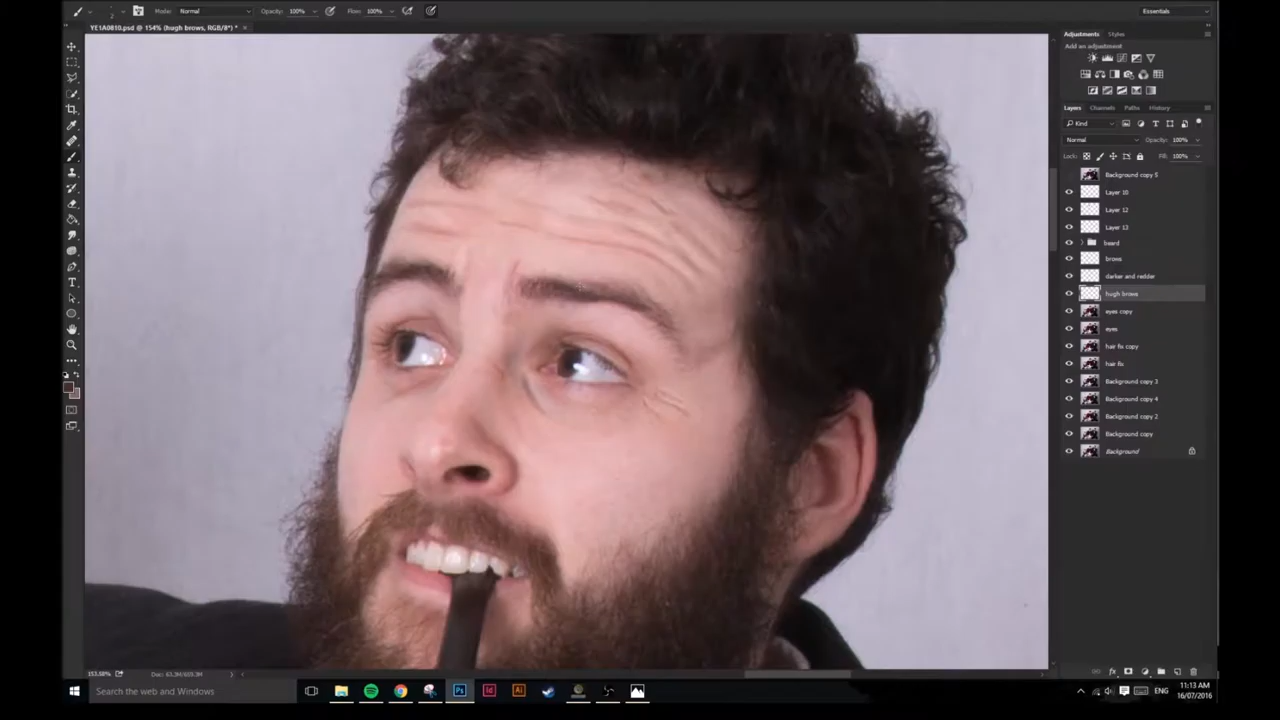 Mode: Normal Opacity: 100% Flow: 100% Essentials
YE1A0810.psd @ 154% (hugh brows, RGB/8*) * ×
Adjustments Styles
Add an adjustment
Layers Channels Paths History
Kind
Normal Opacity: 100%
Lock: Fill: 100%
Background copy 5
Layer 10
Layer 12
Layer 13
beard
brows
darker and redder
hugh brows
eyes copy
eyes
hair fix copy
hair fix
Background copy 3
Background copy 4
Background copy 2
Background copy
Background
Search the web and Windows
Ps Id Ai
ENG
11:13 AM
16/07/2016